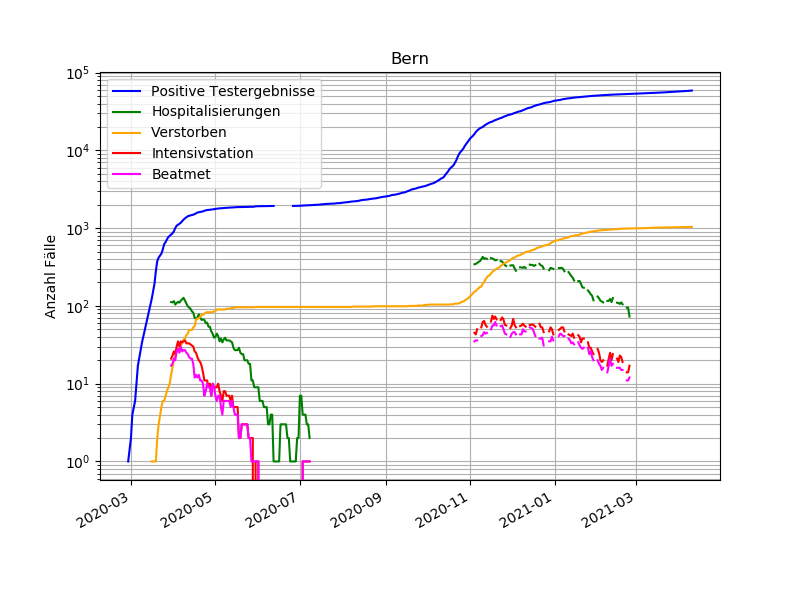 Bern
Positive Testergebnisse
Hospitalisierungen
Verstorben
Intensivstation
Beatmet
Anzahl Fälle
10^5
10^4
10^3
10^2
10^1
10^0
2020-03
2020-05
2020-07
2020-09
2020-11
2021-01
2021-03